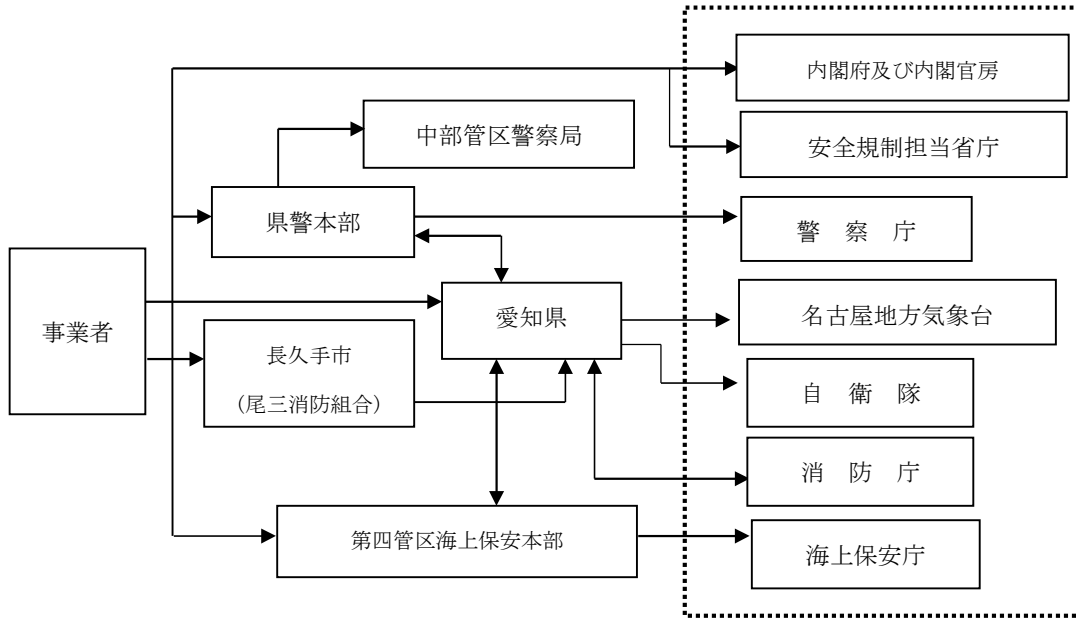 内閣府及び内閣官房
中部管区警察局
安全規制担当省庁
県警本部
警　察　庁
事業者
愛知県
名古屋地方気象台
長久手市
(尾三消防組合)
自　衛　隊
消　防　庁
第四管区海上保安本部
海上保安庁